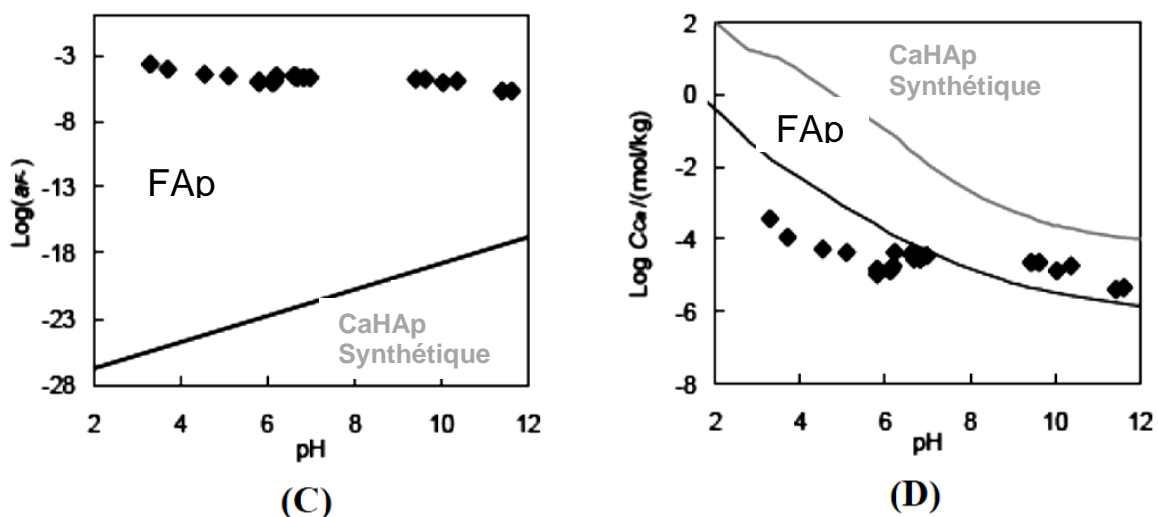 -3
-8
-13
-18
-23
-28
Log(aF-)
FAp
CaHAp
Synthétique
2 4 6 8 10 12
pH
(C)
2
0
-2
-4
-6
-8
Log CCa/(mol/kg)
CaHAp
Synthétique
FAp
2 4 6 8 10 12
pH
(D)